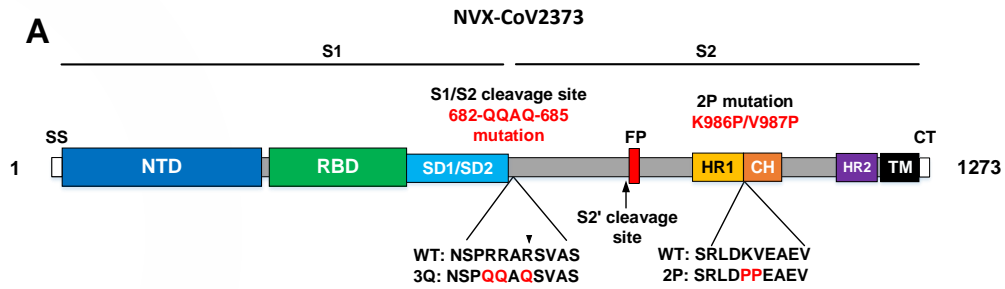 NVX-CoV2373
A
S1
S2
S1/S2 cleavage site
682-QQAQ-685
mutation
2P mutation
K986P/V987P
SS
FP
CT
1
NTD
RBD
SD1/SD2
HR1
CH
HR2
TM
1273
S2' cleavage
site
WT: NSPRRARSVAS
3Q: NSPQQAQSVAS
WT: SRLDKVEAEV
2P: SRLDPPEAEV